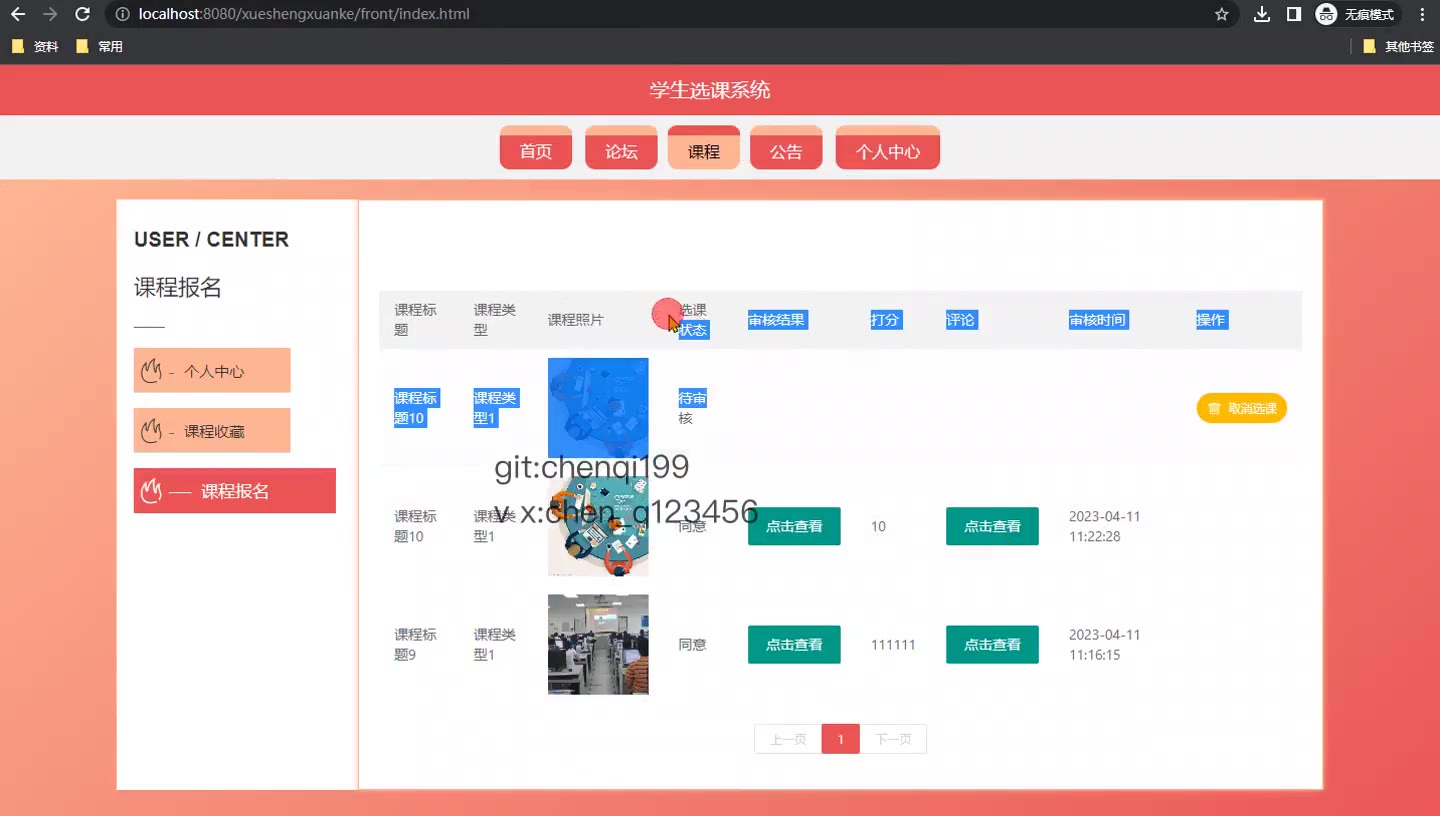 localhost:8080/xueshengxuanke/front/index.html
无痕模式
资料
常用
其他书签
学生选课系统
首页
论坛
课程
公告
个人中心
USER / CENTER
课程报名
- 个人中心
- 课程收藏
— 课程报名
课程标
题
课程类
型
课程照片
选课
状态
审核结果
打分
评论
审核时间
操作
课程标
题10
课程类
型1
待审
核
取消选课
git:chenqi199
v x:chen_q123456
课程标
题10
课程类
型1
同意
点击查看
10
点击查看
2023-04-11
11:22:28
课程标
题9
课程类
型1
同意
点击查看
111111
点击查看
2023-04-11
11:16:15
上一页
1
下一页